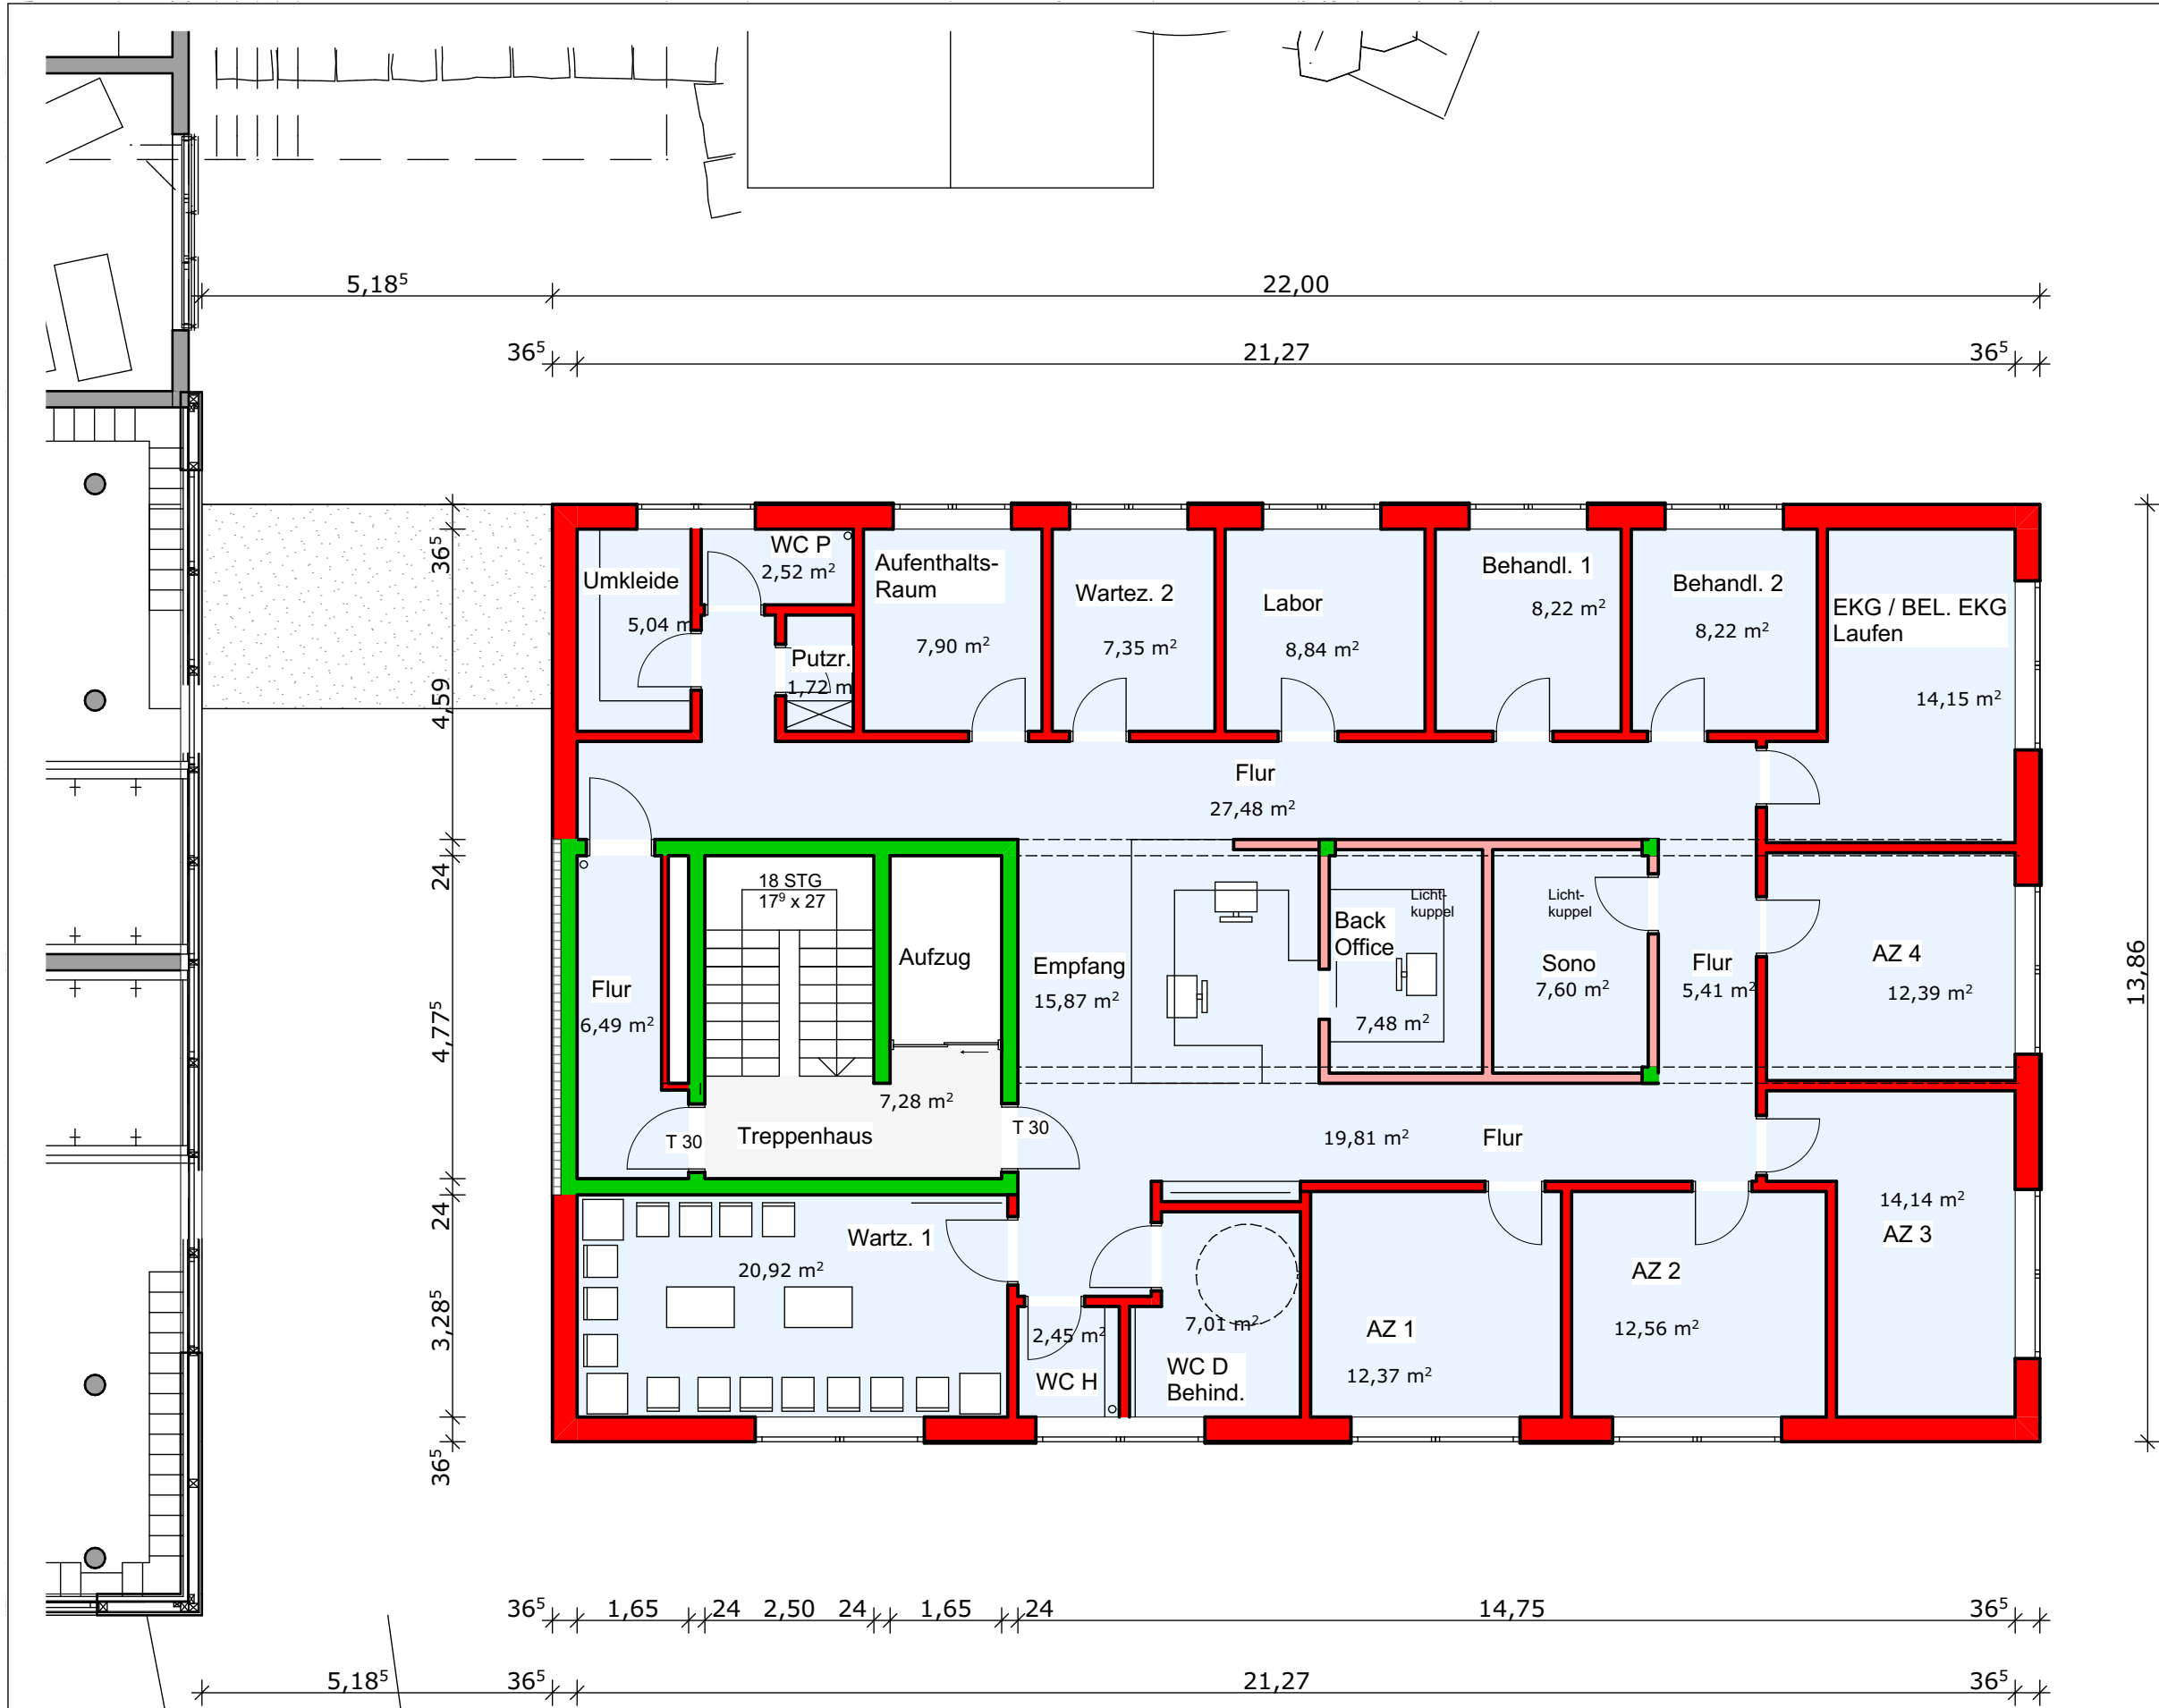 5,18⁵
22,00
36⁵
21,27
36⁵
WC P
2,52 m²
Umkleide
5,04 m
Putzr.
1,72 m
Aufenthalts-
Raum
7,90 m²
Wartez. 2
7,35 m²
Labor
8,84 m²
Behandl. 1
8,22 m²
Behandl. 2
8,22 m²
EKG / BEL. EKG
Laufen
14,15 m²
36⁵
4,59
24
4,77⁵
24
3,28⁵
36⁵
13,86
Flur
27,48 m²
18 STG
17⁹ x 27
Aufzug
Flur
6,49 m²
Empfang
15,87 m²
Licht-
kuppel
Back
Office
7,48 m²
Licht-
kuppel
Sono
7,60 m²
Flur
5,41 m²
AZ 4
12,39 m²
7,28 m²
Treppenhaus
T 30
T 30
19,81 m²
Flur
14,14 m²
AZ 3
Wartz. 1
20,92 m²
2,45 m²
WC H
7,01 m²
WC D
Behind.
AZ 1
12,37 m²
AZ 2
12,56 m²
36⁵
1,65
24
2,50
24
1,65
24
14,75
36⁵
5,18⁵
36⁵
21,27
36⁵